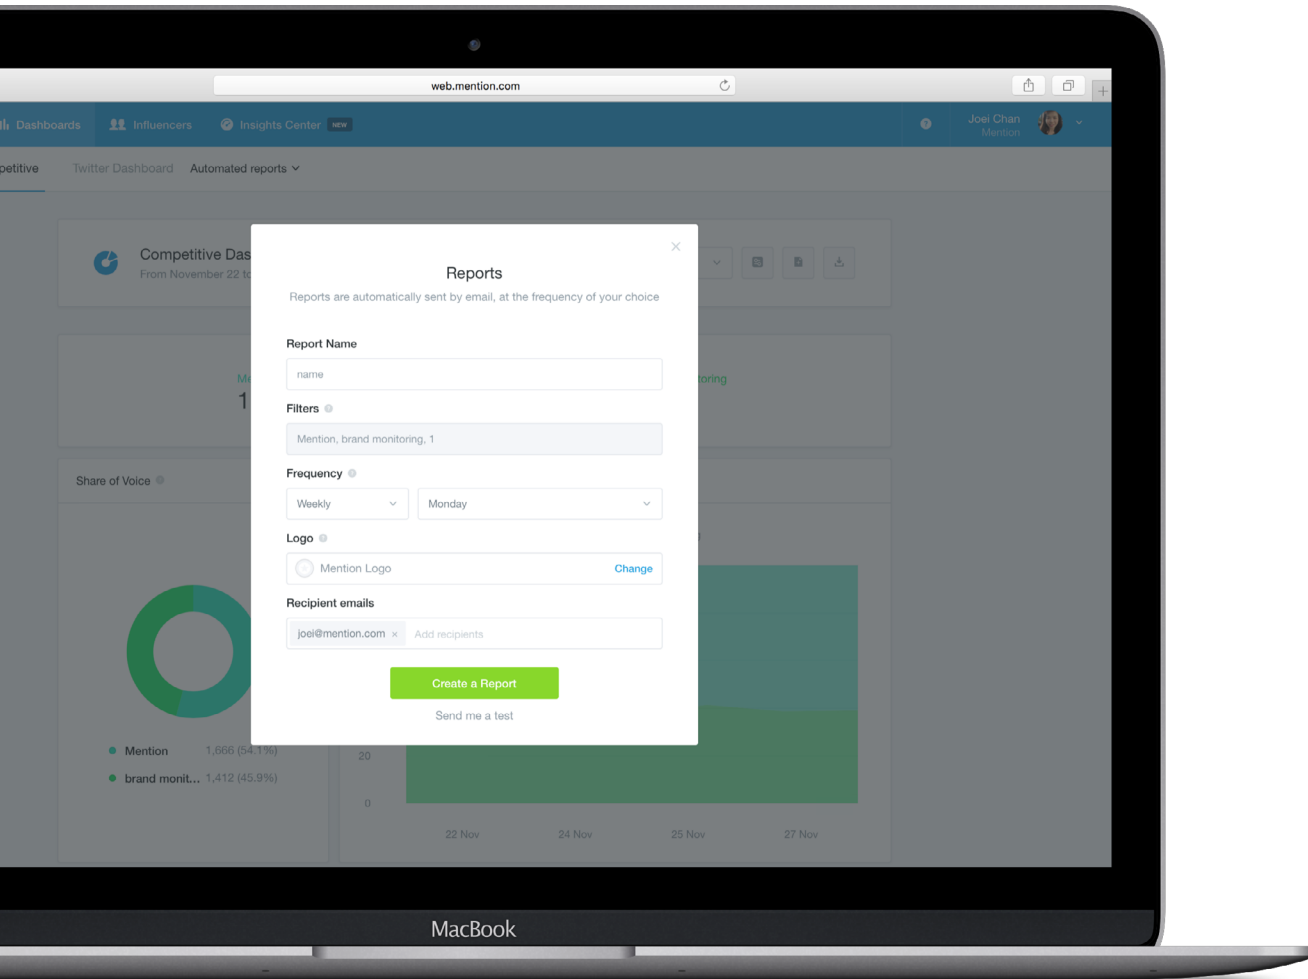 web.mention.com
Dashboards Influencers Insights Center NEW
Joei Chan
Mention
petitive Twitter Dashboard Automated reports
Competitive Das
From November 22 to
Reports
Reports are automatically sent by email, at the frequency of your choice
Report Name
name
Me
toring
1
Filters
Mention, brand monitoring, 1
Frequency
Share of Voice
Weekly Monday
Logo
Mention Logo Change
Recipient emails
joei@mention.com × Add recipients
Create a Report
Send me a test
Mention 1,666 (54.1%)
brand monit... 1,412 (45.9%)
20
0
22 Nov 24 Nov 25 Nov 27 Nov
MacBook